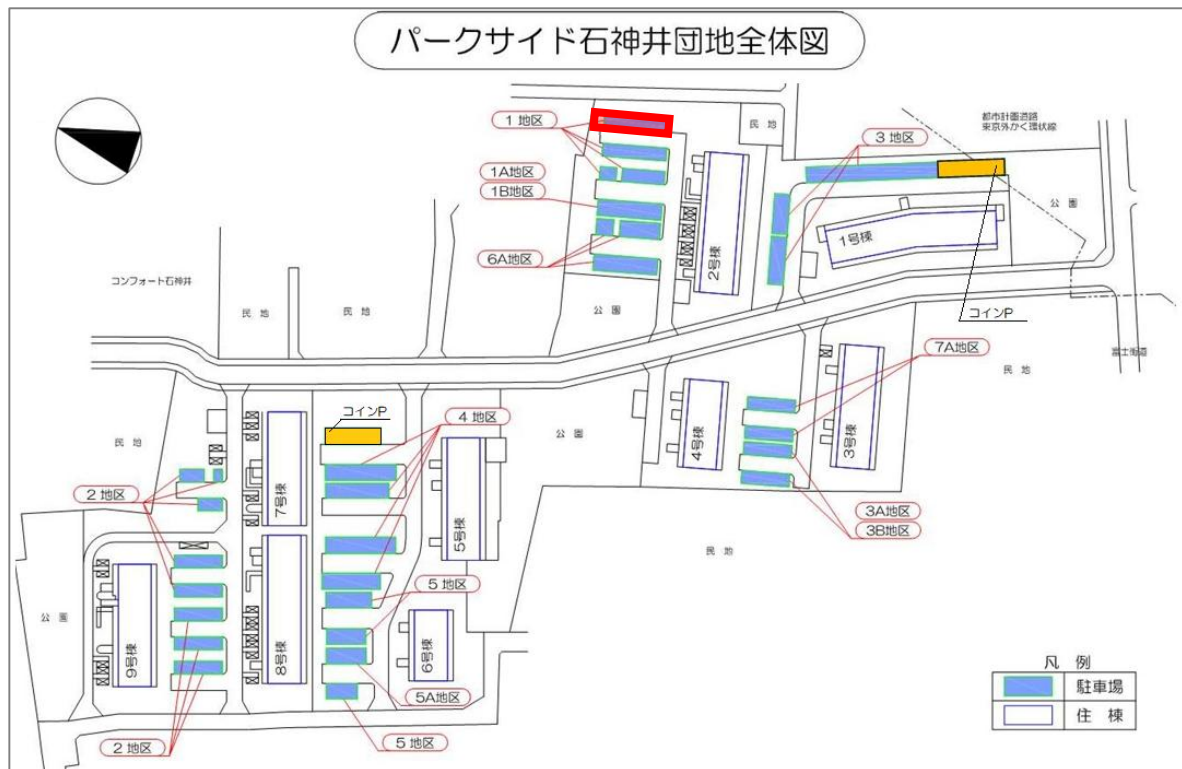 パークサイド石神井団地全体図
都市計画道路
東京外かく環状線
1 地区
民 地
3 地区
1A地区
1B地区
公 園
2号棟
1号棟
6A地区
コンフォート石神井
公 園
コインP
民 地
民 地
7A地区
富士街道
民 地
4号棟
3号棟
コインP
4 地区
公 園
民 地
7号棟
2 地区
5号棟
3A地区
3B地区
民 地
5 地区
公 園
9号棟
8号棟
6号棟
5A地区
2 地区
5 地区
凡 例
駐車場
住 棟